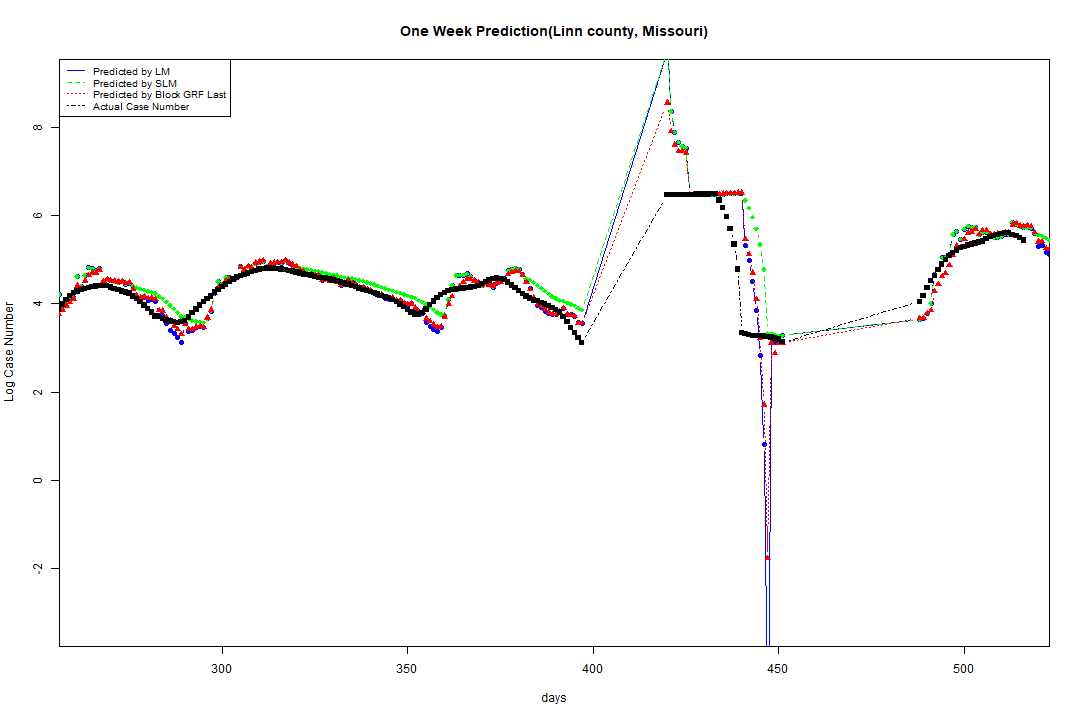 One Week Prediction(Linn county, Missouri)
Predicted by LM
Predicted by SLM
Predicted by Block GRF Last
Actual Case Number
Log Case Number
8
6
4
2
0
-2
300
350
400
450
500
days